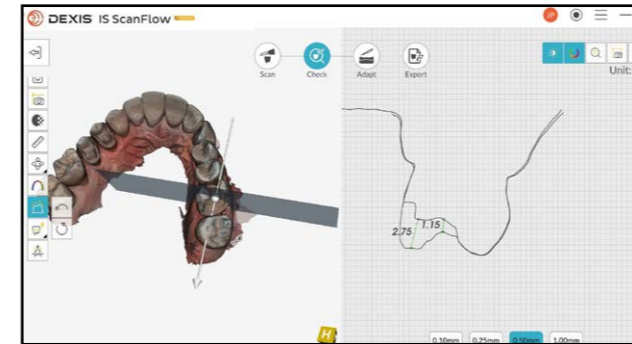 DEXIS IS ScanFlow
Scan Check Adapt Export
Unit:
2.75 1.15
H
0.10mm 0.25mm 0.50mm 1.00mm